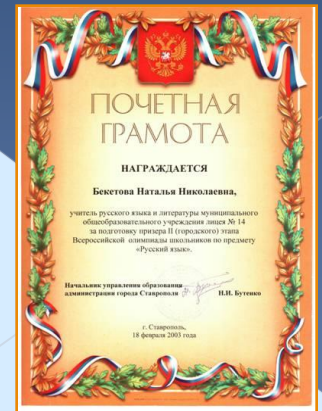 ПОЧЕТНАЯ
ГРАМОТА
НАГРАЖДАЕТСЯ
Бекетова Наталья Николаевна,
учитель русского языка и литературы муниципального
общеобразовательного учреждения лицея № 14
за подготовку призера II (городского) этапа
Всероссийской олимпиады школьников по предмету
«Русский язык».
Начальник управления образования
администрации города Ставрополя Н.И. Бутенко
г. Ставрополь,
18 февраля 2003 года